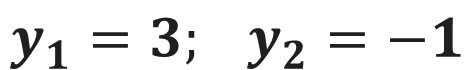 y₁ = 3; y₂ = −1